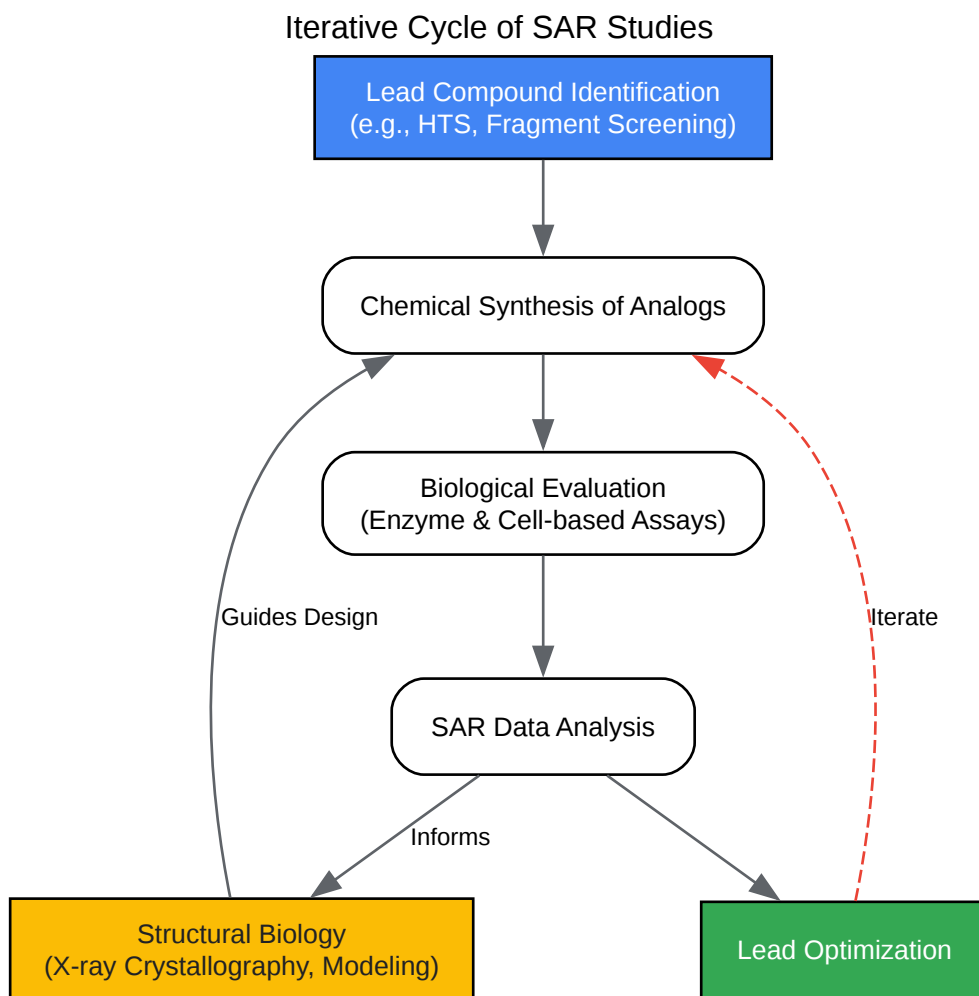 Iterative Cycle of SAR Studies
Lead Compound Identification
(e.g., HTS, Fragment Screening)
Chemical Synthesis of Analogs
Biological Evaluation
(Enzyme & Cell-based Assays)
Guides Design
Iterate
SAR Data Analysis
Informs
Structural Biology
(X-ray Crystallography, Modeling)
Lead Optimization